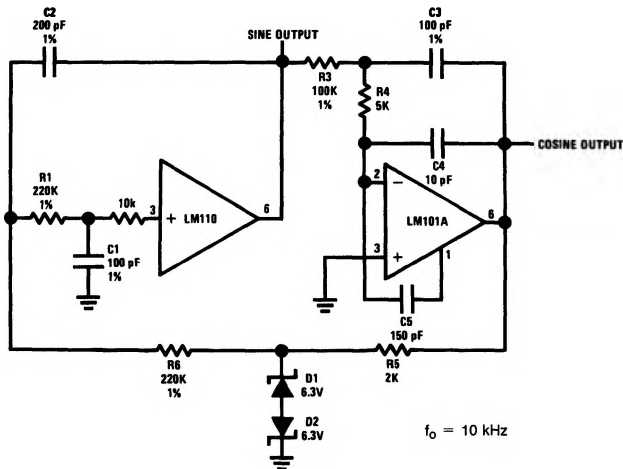 C2
200 pF
1%
SINE OUTPUT
C3
100 pF
1%
R3
100K
1%
R4
5K
COSINE OUTPUT
C4
10 pF
R1
220K
1%
10k
3
+
LM110
6
2
−
LM101A
6
3
+
1
C1
100 pF
1%
C5
150 pF
R6
220K
1%
R5
2K
D1
6.3V
D2
6.3V
fo = 10 kHz